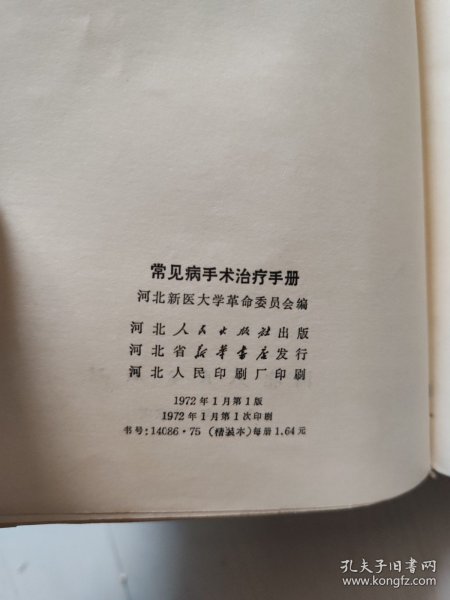 常见病手术治疗手册
河北新医大学革命委员会编
河北人民出版社出版
河北省新华书店发行
河北人民印刷厂印刷
1972年1月第1版
1972年1月第1次印刷
书号:14086·75 (精装本)每册1.64元
孔夫子旧书网
www.kongfz.com